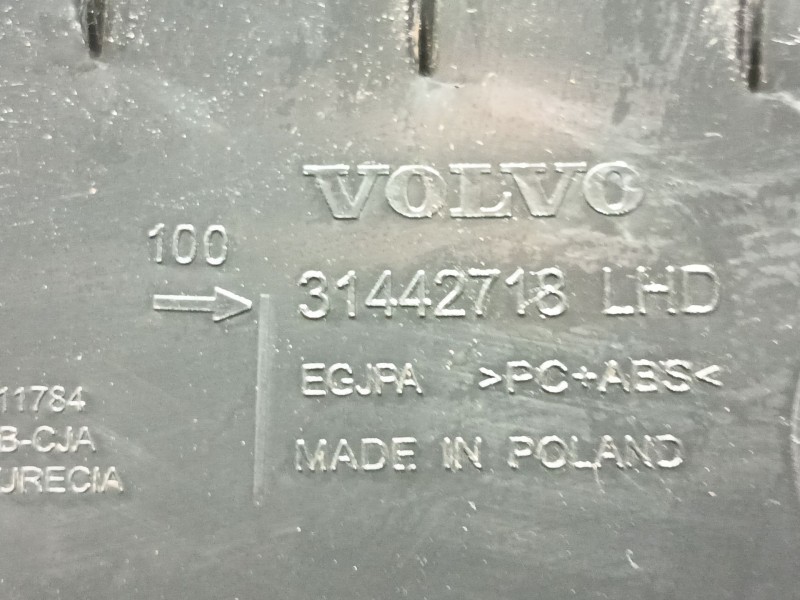 VOLVO
100
31442718 LHD
EGJPA >PC+ABS<
MADE IN POLAND
11784
B-CJA
URECIA